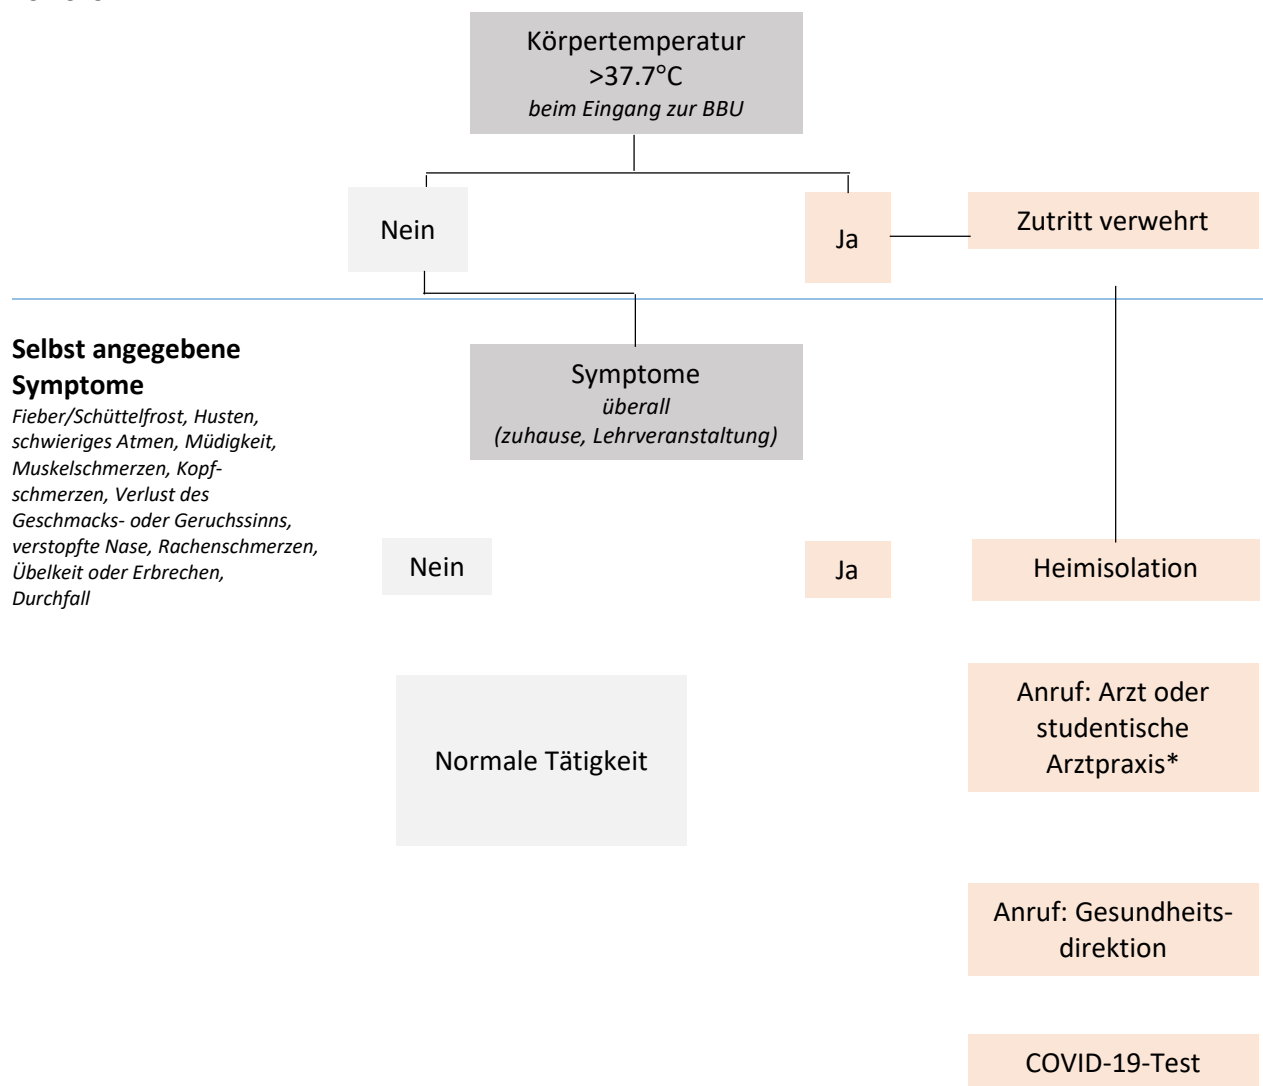 Körpertemperatur
>37.7°C
beim Eingang zur BBU
Nein
Ja
Zutritt verwehrt
Selbst angegebene
Symptome
Fieber/Schüttelfrost, Husten,
schwieriges Atmen, Müdigkeit,
Muskelschmerzen, Kopf-
schmerzen, Verlust des
Geschmacks- oder Geruchssinns,
verstopfte Nase, Rachenschmerzen,
Übelkeit oder Erbrechen,
Durchfall
Symptome
überall
(zuhause, Lehrveranstaltung)
Nein
Ja
Heimisolation
Normale Tätigkeit
Anruf: Arzt oder
studentische
Arztpraxis*
Anruf: Gesundheits-
direktion
COVID-19-Test